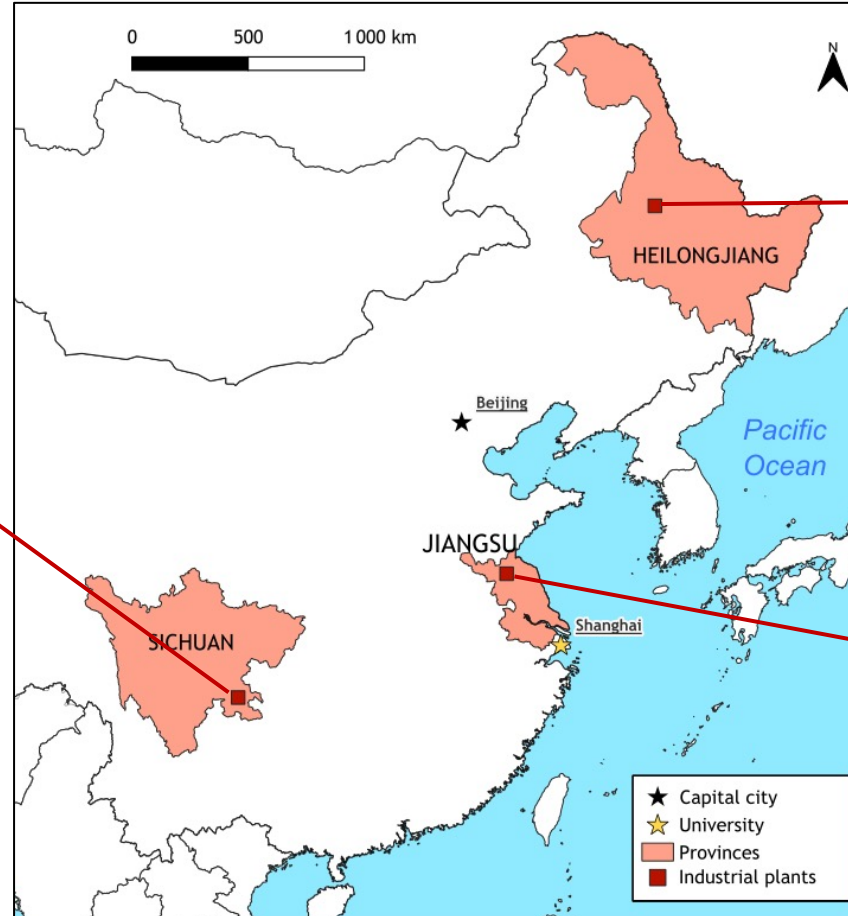 0 500 1 000 km
N
HEILONGJIANG
Beijing
Pacific
Ocean
JIANGSU
Shanghai
SICHUAN
Capital city
University
Provinces
Industrial plants